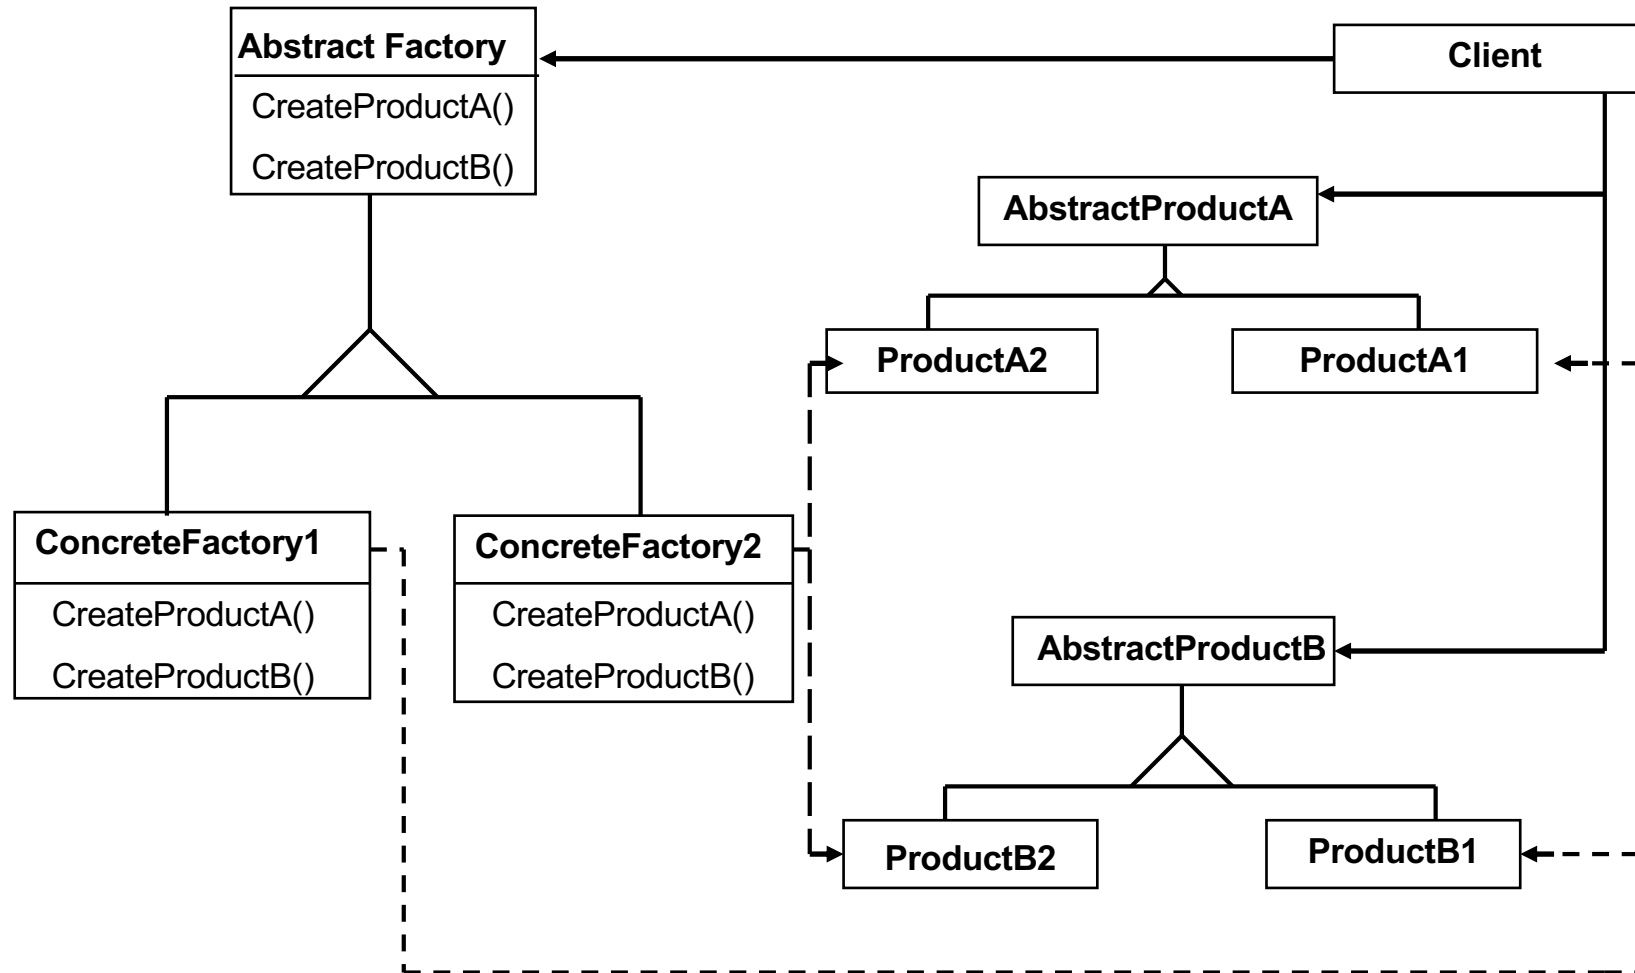 Abstract Factory
CreateProductA()
CreateProductB()
Client
AbstractProductA
ProductA2
ProductA1
ConcreteFactory1
CreateProductA()
CreateProductB()
ConcreteFactory2
CreateProductA()
CreateProductB()
AbstractProductB
ProductB2
ProductB1